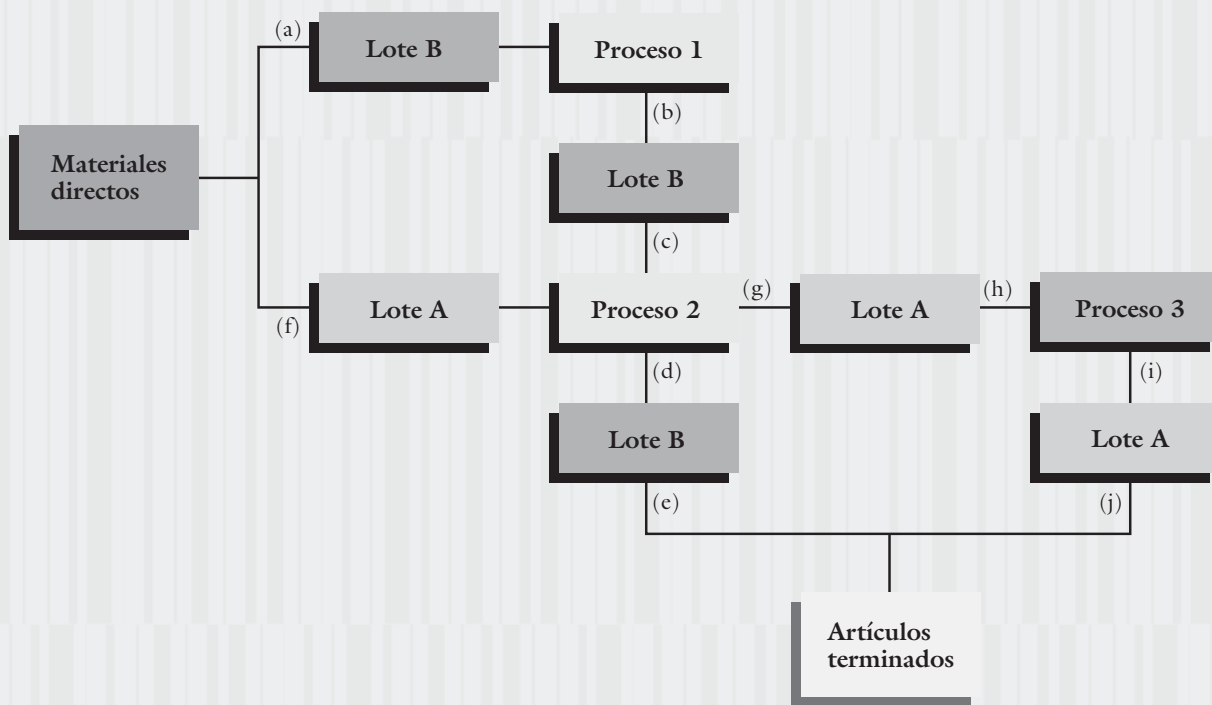 (a)
Lote B
Proceso 1
(b)
Materiales
directos
Lote B
(c)
(f)
Lote A
Proceso 2
(g)
Lote A
(h)
Proceso 3
(d)
(i)
Lote B
Lote A
(e)
(j)
Artículos
terminados